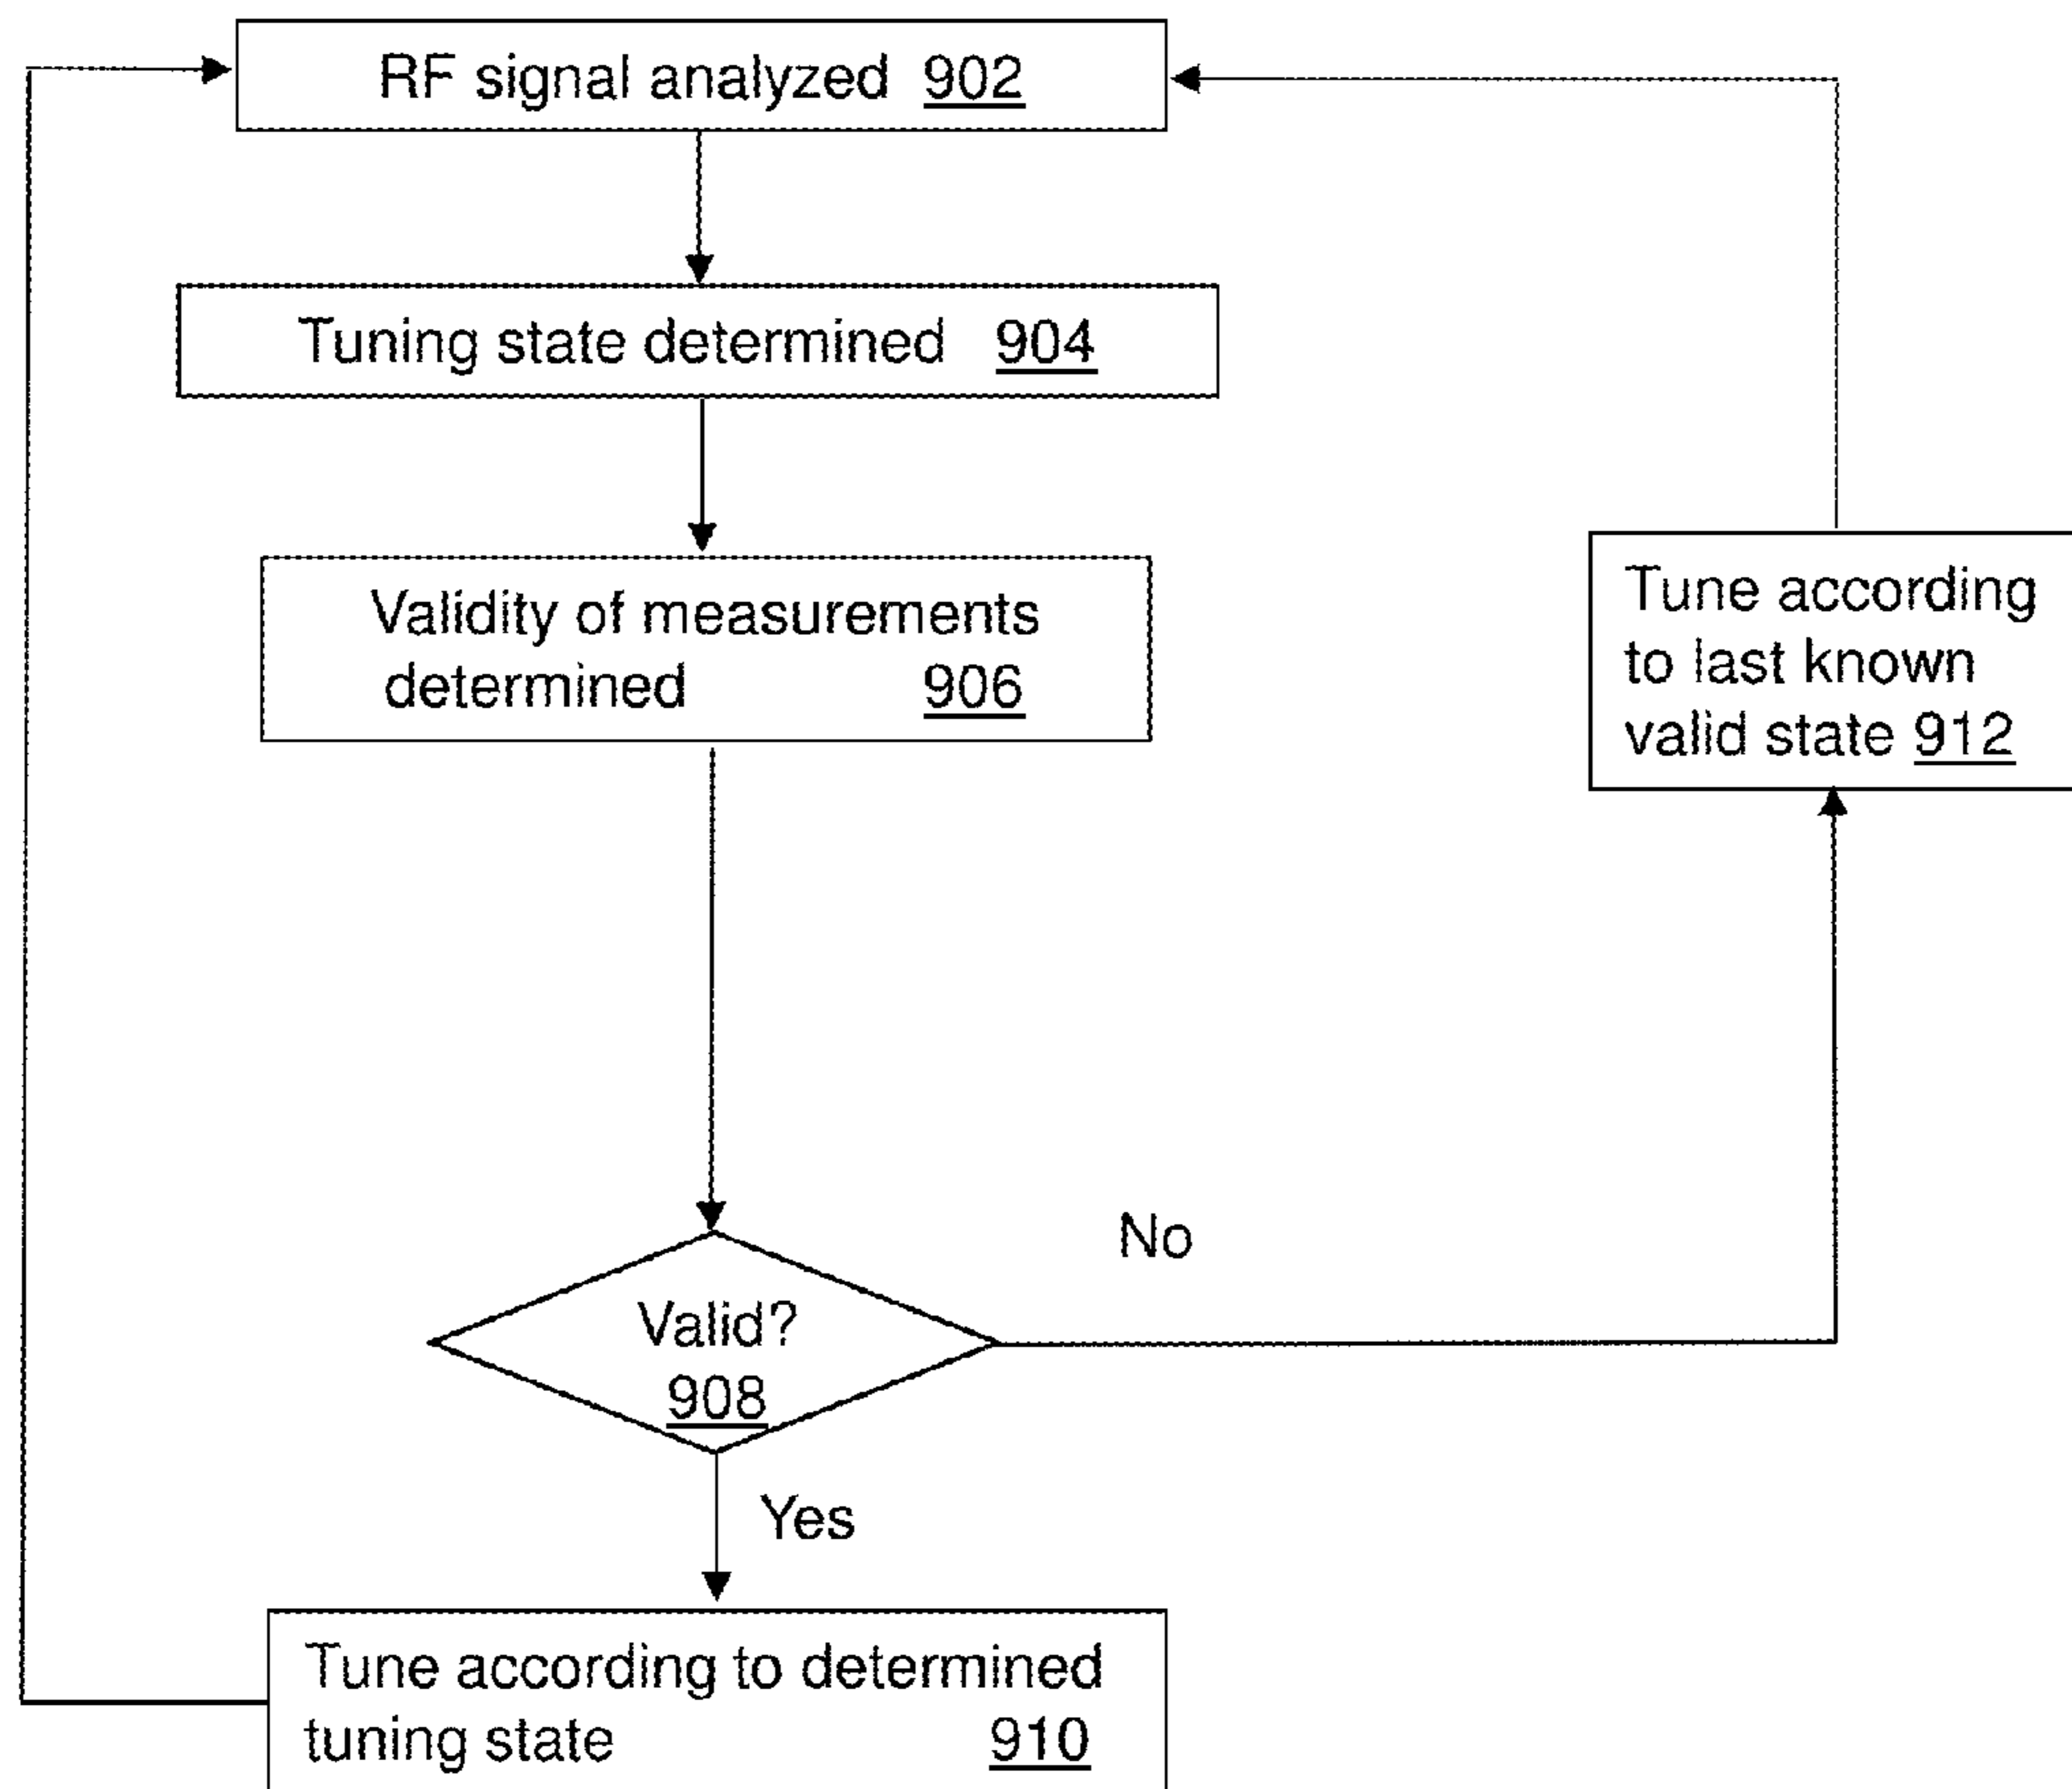 RF signal analyzed 902
Tuning state determined 904
Validity of measurements
determined 906
Tune according
to last known
valid state 912
No
Valid?
908
Yes
Tune according to determined
tuning state 910